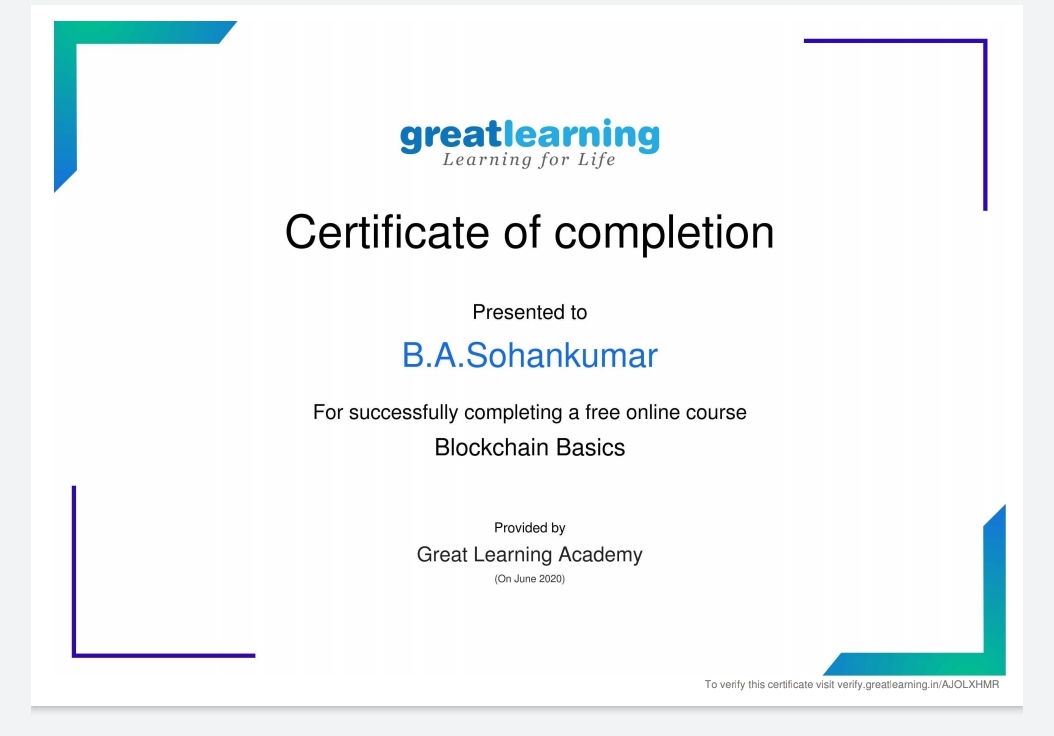 greatlearning
Learning for Life
Certificate of completion
Presented to
B.A.Sohankumar
For successfully completing a free online course
Blockchain Basics
Provided by
Great Learning Academy
(On June 2020)
To verify this certificate visit verify.greatlearning.in/AJOLXHMR